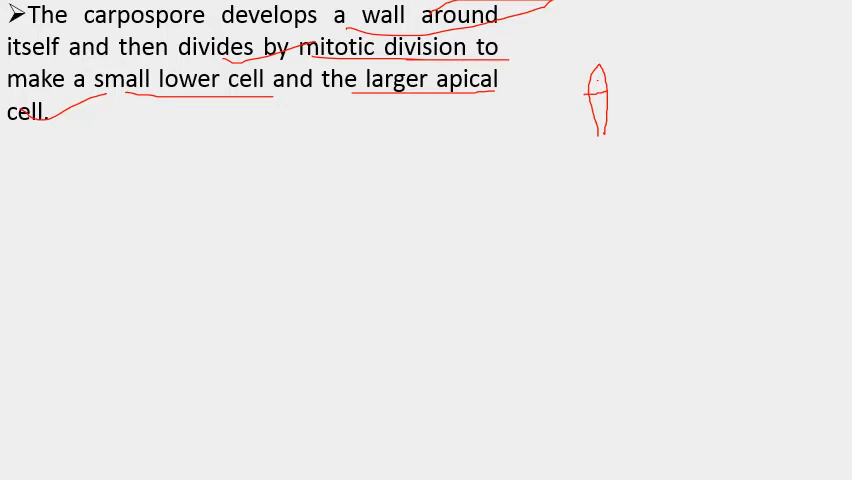 ➢The carpospore develops a wall around
itself and then divides by mitotic division to
make a small lower cell and the larger apical
cell.